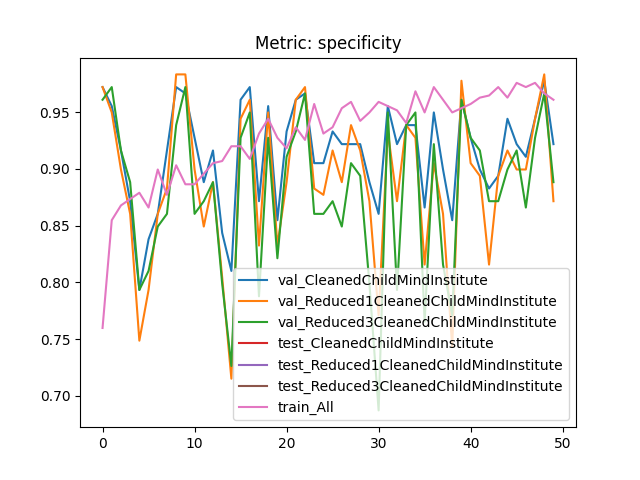 Metric: specificity
0.95
0.90
0.85
0.80
0.75
0.70
val_CleanedChildMindInstitute
val_Reduced1CleanedChildMindInstitute
val_Reduced3CleanedChildMindInstitute
test_CleanedChildMindInstitute
test_Reduced1CleanedChildMindInstitute
test_Reduced3CleanedChildMindInstitute
train_All
0 10 20 30 40 50